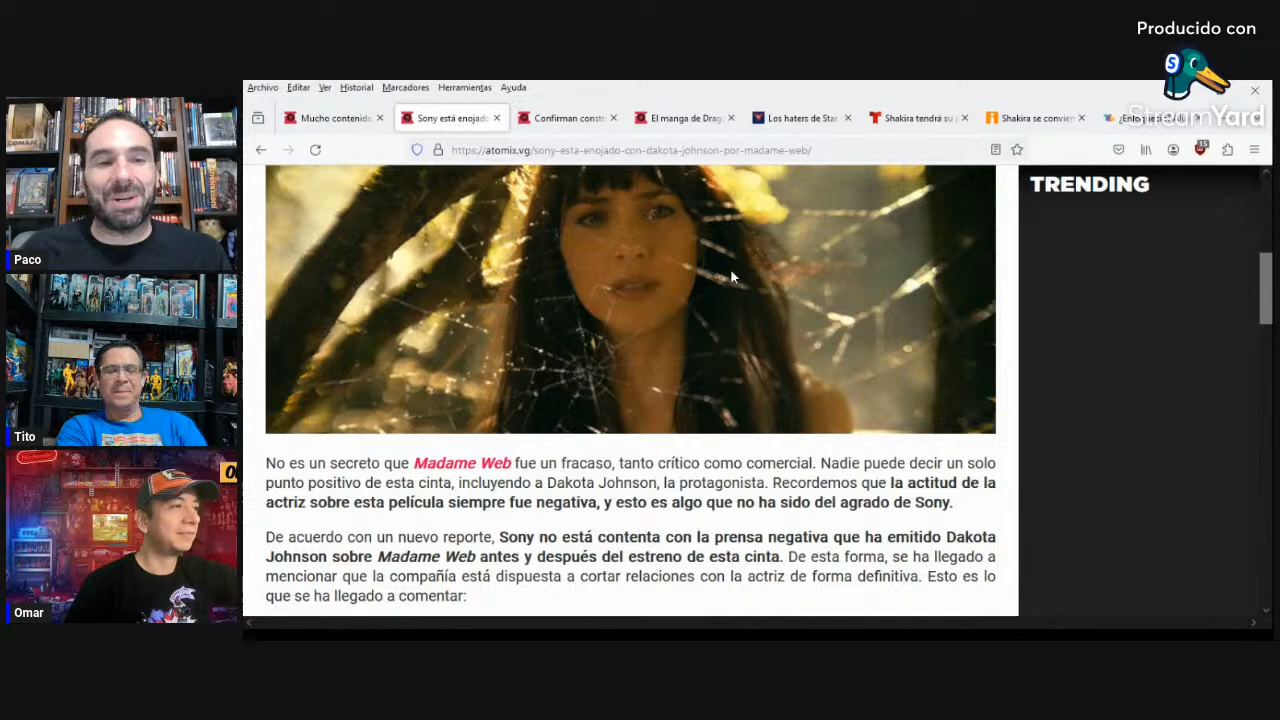 Producido con
StreamYard
Archivo Editar Ver Historial Marcadores Herramientas Ayuda
Mucho contenido
Sony está enojado
Confirman const
El manga de Drag
Los haters de Star
Shakira tendrá su
Shakira se convier
https://atomix.vg/sony-esta-enojado-con-dakota-johnson-por-madame-web/
TRENDING
CONAN
Paco
Tito
Nintendo
Omar
No es un secreto que Madame Web fue un fracaso, tanto crítico como comercial. Nadie puede decir un solo
punto positivo de esta cinta, incluyendo a Dakota Johnson, la protagonista. Recordemos que la actitud de la
actriz sobre esta película siempre fue negativa, y esto es algo que no ha sido del agrado de Sony.
De acuerdo con un nuevo reporte, Sony no está contenta con la prensa negativa que ha emitido Dakota
Johnson sobre Madame Web antes y después del estreno de esta cinta. De esta forma, se ha llegado a
mencionar que la compañía está dispuesta a cortar relaciones con la actriz de forma definitiva. Esto es lo
que se ha llegado a comentar: